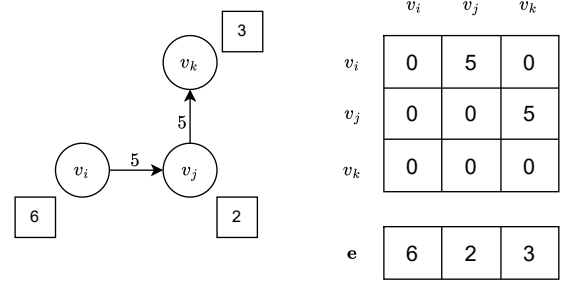 3
v_k
5
v_i 5 v_j
6
2
v_i v_j v_k
v_i 0 5 0
v_j 0 0 5
v_k 0 0 0
e 6 2 3